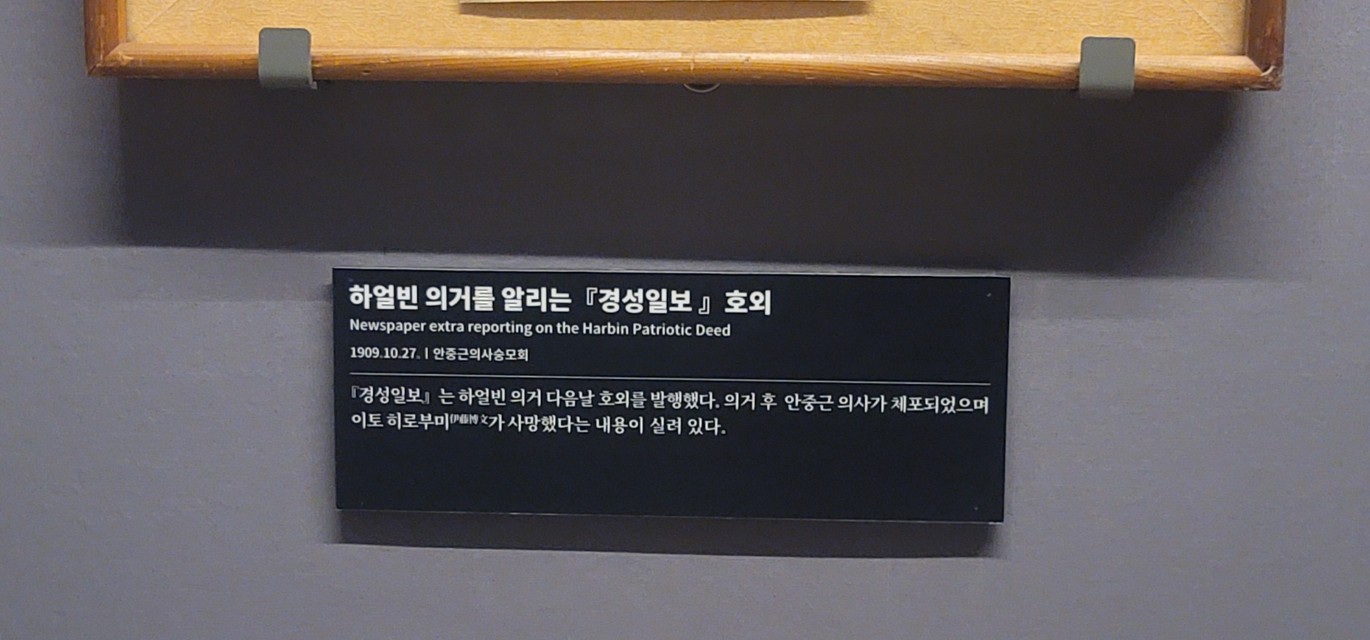 하얼빈 의거를 알리는 『경성일보』 호외
Newspaper extra reporting on the Harbin Patriotic Deed
1909.10.27. | 안중근의사숭모회
『경성일보』는 하얼빈 의거 다음날 호외를 발행했다. 의거 후 안중근 의사가 체포되었으며
이토 히로부미伊藤博文가 사망했다는 내용이 실려 있다.